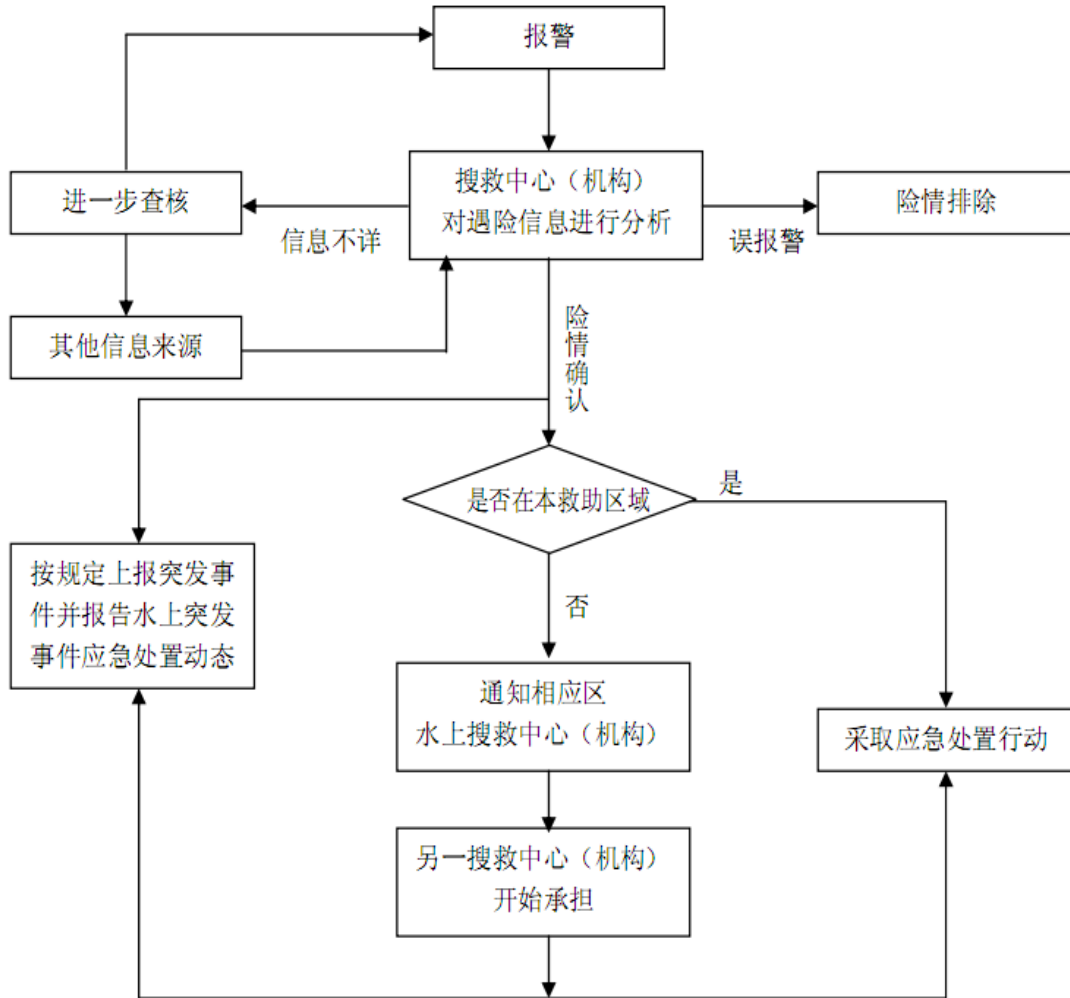 报警
搜救中心（机构）
对遇险信息进行分析
进一步查核
险情排除
信息不详
误报警
其他信息来源
险情确认
是否在本救助区域
是
按规定上报突发事
件并报告水上突发
事件应急处置动态
否
通知相应区
水上搜救中心（机构）
采取应急处置行动
另一搜救中心（机构）
开始承担